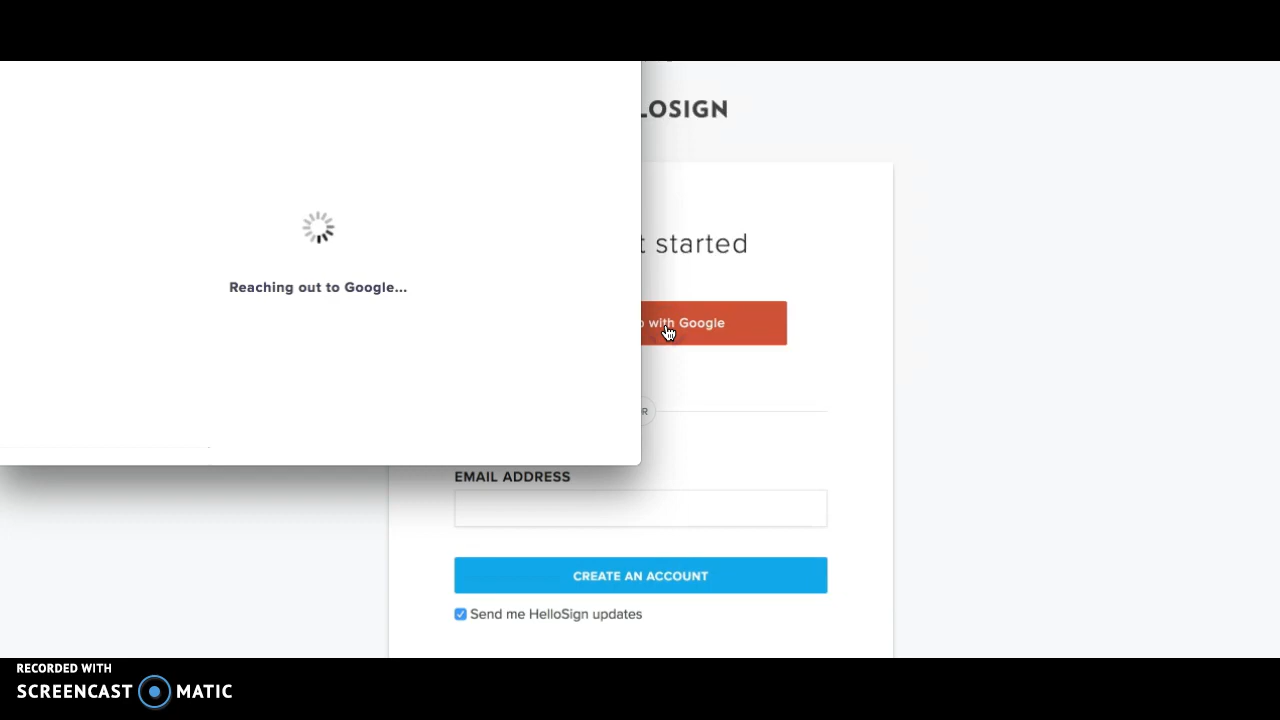 LOSIGN
t started
Reaching out to Google...
with Google
R
EMAIL ADDRESS
CREATE AN ACCOUNT
Send me HelloSign updates
RECORDED WITH
SCREENCAST MATIC